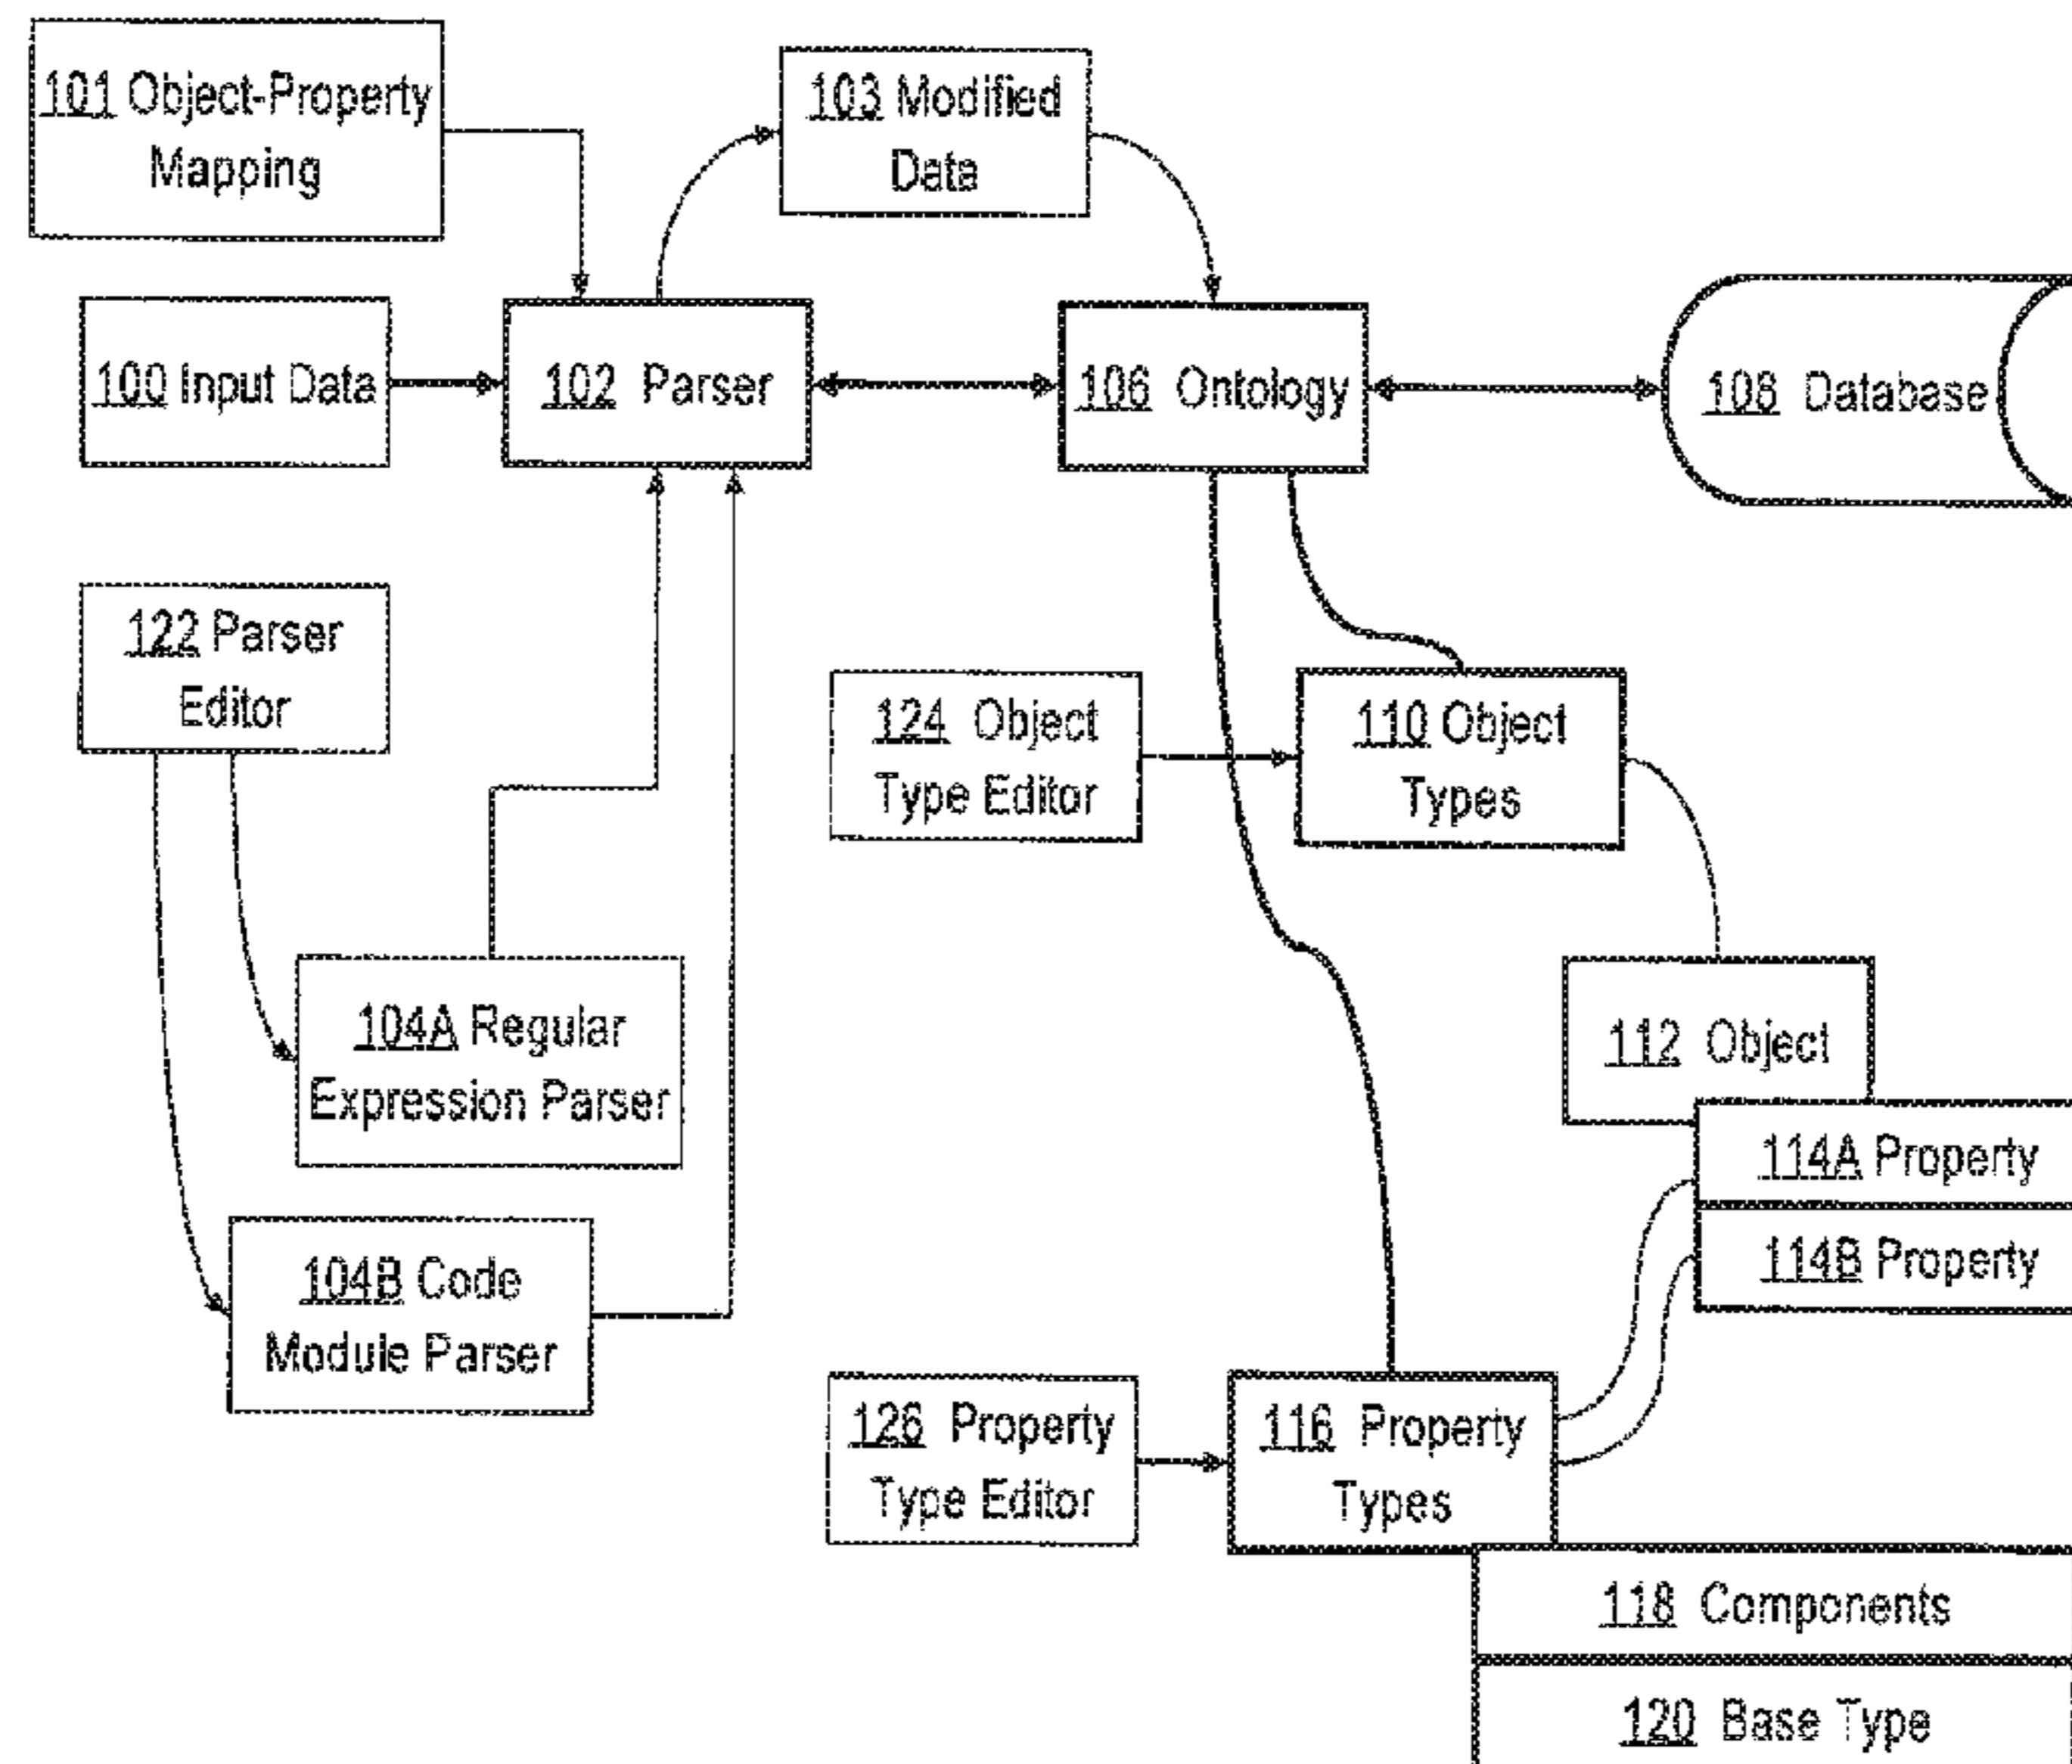 101 Object-Property
Mapping
103 Modified
Data
100 Input Data
102 Parser
106 Ontology
108 Database
122 Parser
Editor
124 Object
Type Editor
110 Object
Types
104A Regular
Expression Parser
112 Object
114A Property
114B Property
104B Code
Module Parser
126 Property
Type Editor
116 Property
Types
118 Components
120 Base Type